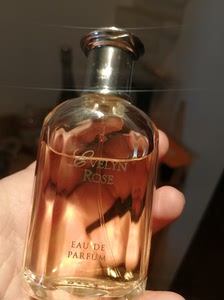 Evelyn
Rose
EAU DE
PARFUM